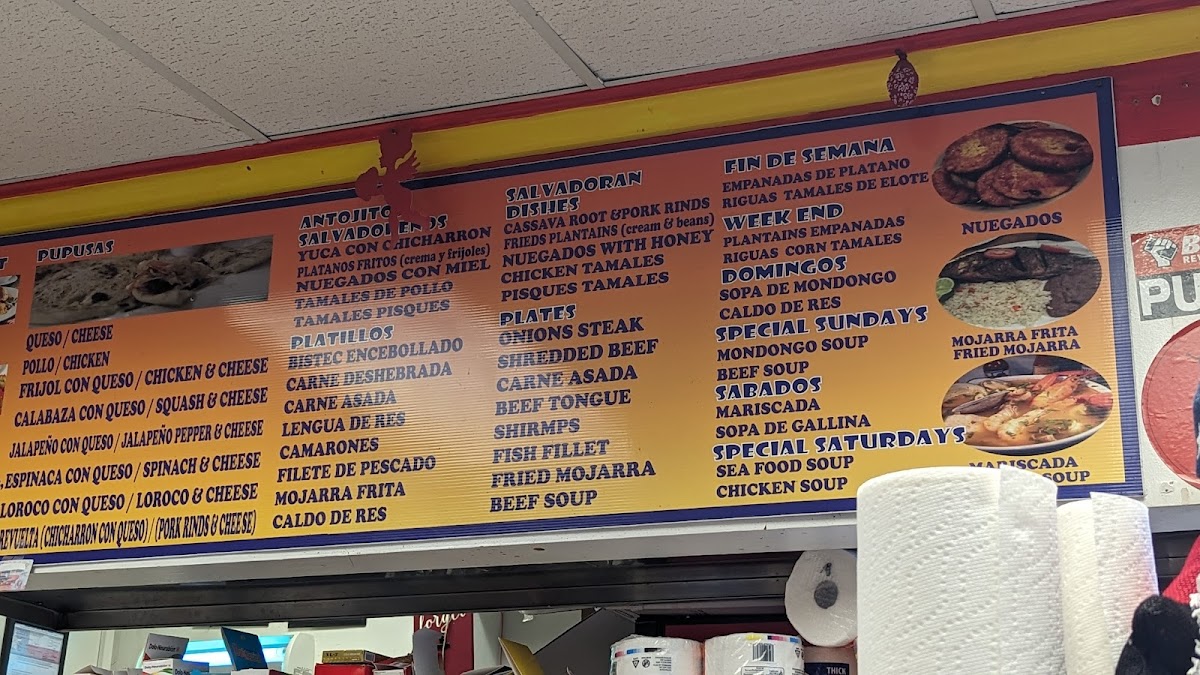 PUPUSAS
QUESO / CHEESE
POLLO / CHICKEN
FRIJOL CON QUESO / CHICKEN & CHEESE
CALABAZA CON QUESO / SQUASH & CHEESE
JALAPEÑO CON QUESO / JALAPEÑO PEPPER & CHEESE
ESPINACA CON QUESO / SPINACH & CHEESE
LOROCO CON QUESO / LOROCO & CHEESE
REVUELTA (CHICHARRON CON QUESO) / (PORK RINDS & CHEESE)
ANTOJITO
SALVADOREÑOS
YUCA CON CHICHARRON
PLATANOS FRITOS (crema y frijoles)
NUEGADOS CON MIEL
TAMALES DE POLLO
TAMALES PISQUES
PLATILLOS
BISTEC ENCEBOLLADO
CARNE DESHEBRADA
CARNE ASADA
LENGUA DE RES
CAMARONES
FILETE DE PESCADO
MOJARRA FRITA
CALDO DE RES
SALVADORAN
DISHES
CASSAVA ROOT & PORK RINDS
FRIEDS PLANTAINS (cream & beans)
NUEGADOS WITH HONEY
CHICKEN TAMALES
PISQUES TAMALES
PLATES
ONIONS STEAK
SHREDDED BEEF
CARNE ASADA
BEEF TONGUE
SHIRMPS
FISH FILLET
FRIED MOJARRA
BEEF SOUP
FIN DE SEMANA
EMPANADAS DE PLATANO
RIGUAS TAMALES DE ELOTE
WEEK END
PLANTAINS EMPANADAS
RIGUAS CORN TAMALES
DOMINGOS
SOPA DE MONDONGO
CALDO DE RES
SPECIAL SUNDAYS
MONDONGO SOUP
BEEF SOUP
SABADOS
MARISCADA
SOPA DE GALLINA
SPECIAL SATURDAYS
SEA FOOD SOUP
CHICKEN SOUP
NUEGADOS
MOJARRA FRITA
FRIED MOJARRA
MARISCADA
SOUP
PU
THICK